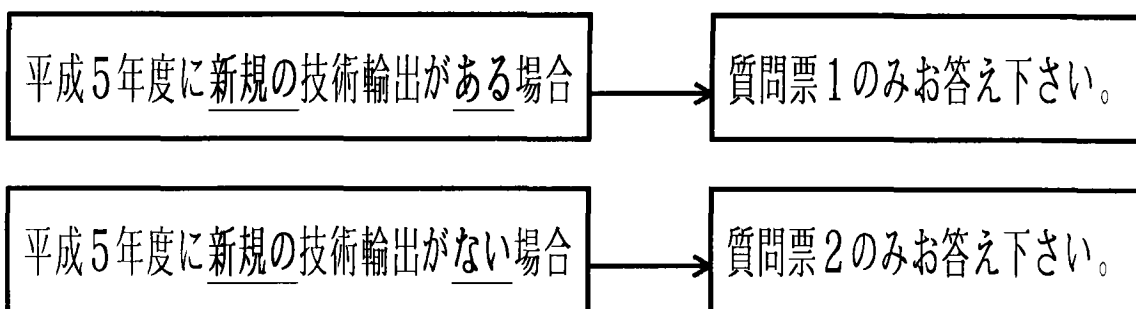 平成5年度に新規の技術輸出がある場合
質問票1のみお答え下さい。
平成5年度に新規の技術輸出がない場合
質問票2のみお答え下さい。